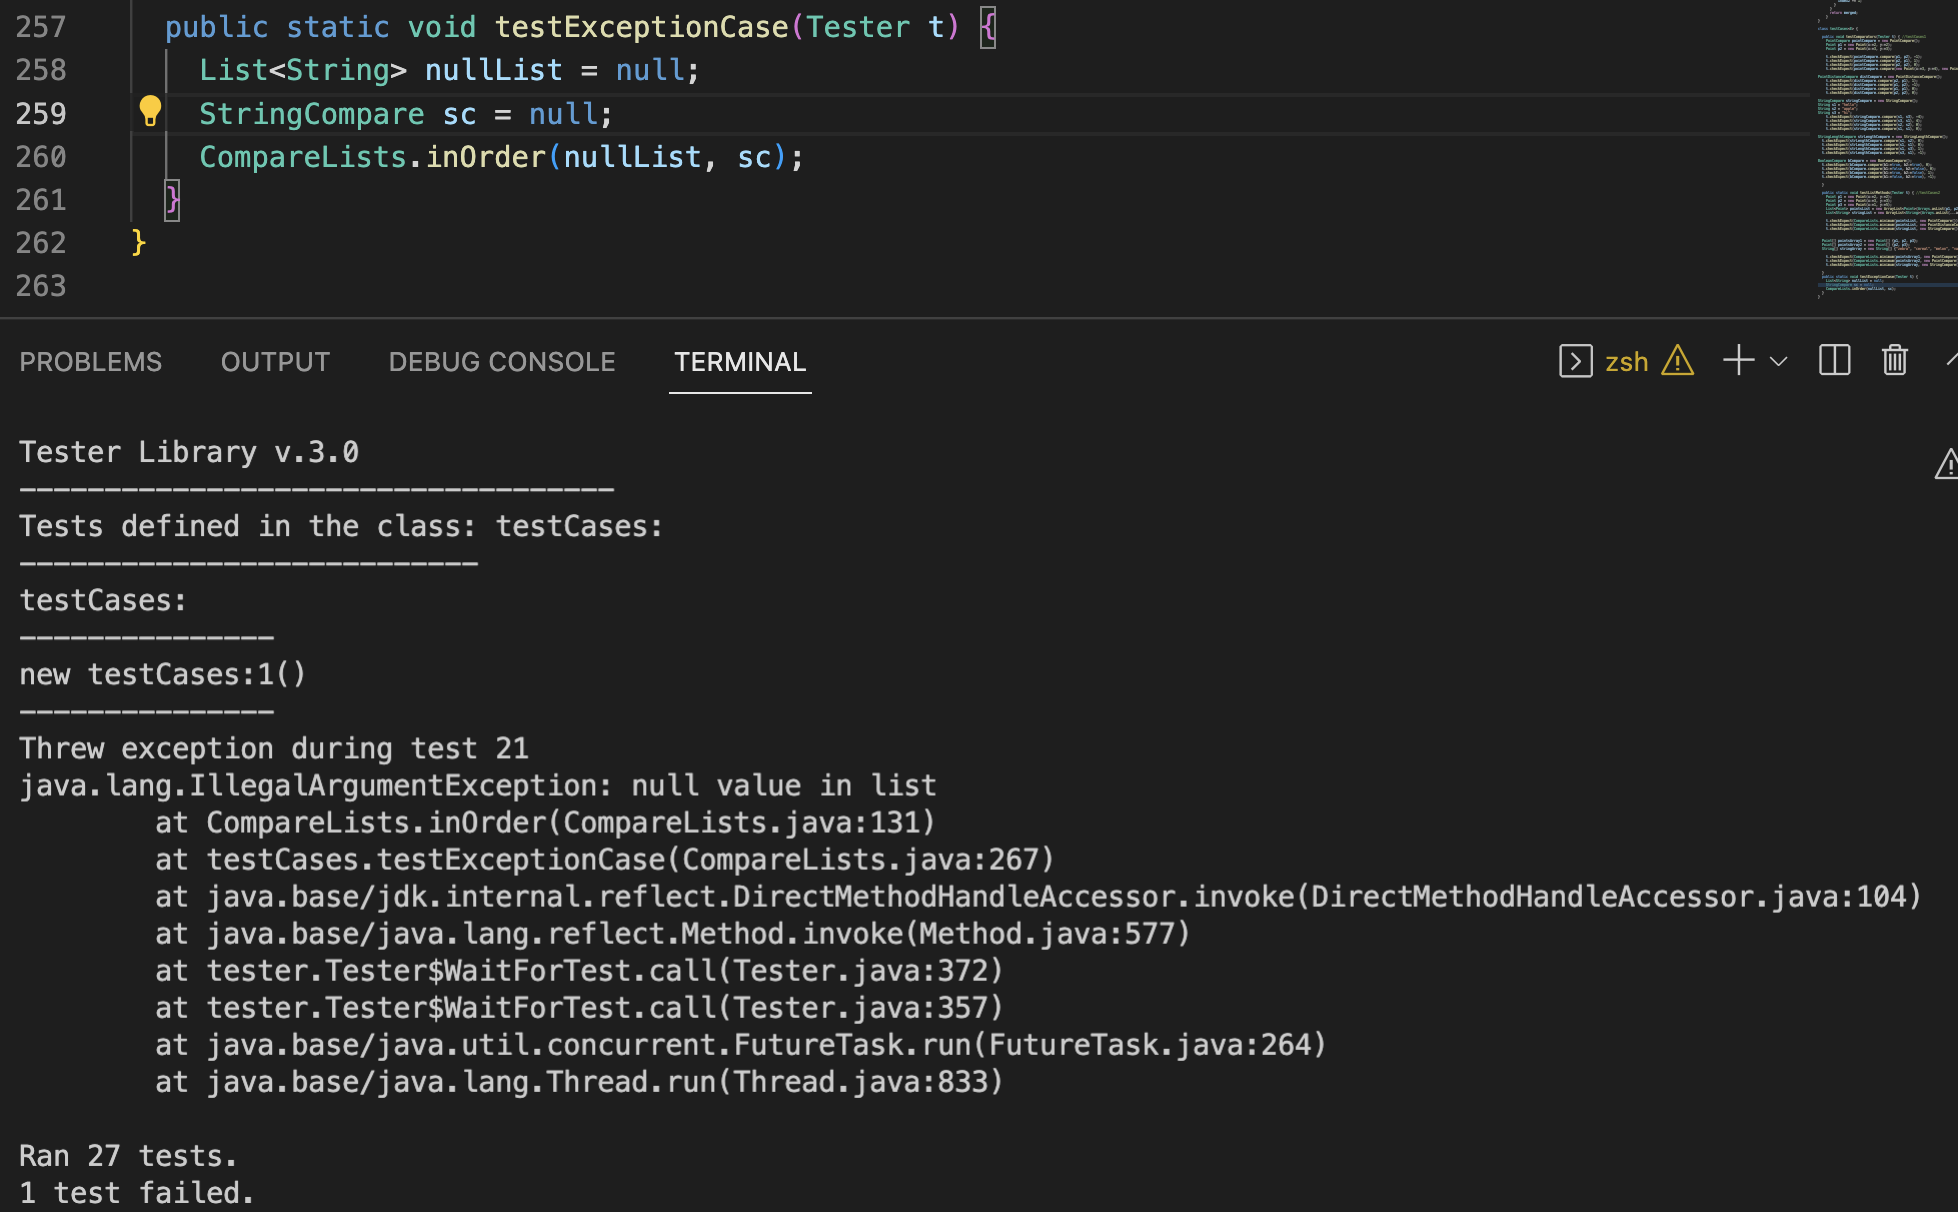 257 public static void testExceptionCase(Tester t) {
258 List<String> nullList = null;
259 StringCompare sc = null;
260 CompareLists.inOrder(nullList, sc);
261 }
262 }
263
PROBLEMS OUTPUT DEBUG CONSOLE TERMINAL zsh
Tester Library v.3.0
-----------------------------------
Tests defined in the class: testCases:
---------------------------
testCases:
---------------
new testCases:1()
---------------
Threw exception during test 21
java.lang.IllegalArgumentException: null value in list
at CompareLists.inOrder(CompareLists.java:131)
at testCases.testExceptionCase(CompareLists.java:267)
at java.base/jdk.internal.reflect.DirectMethodHandleAccessor.invoke(DirectMethodHandleAccessor.java:104)
at java.base/java.lang.reflect.Method.invoke(Method.java:577)
at tester.Tester$WaitForTest.call(Tester.java:372)
at tester.Tester$WaitForTest.call(Tester.java:357)
at java.base/java.util.concurrent.FutureTask.run(FutureTask.java:264)
at java.base/java.lang.Thread.run(Thread.java:833)
Ran 27 tests.
1 test failed.